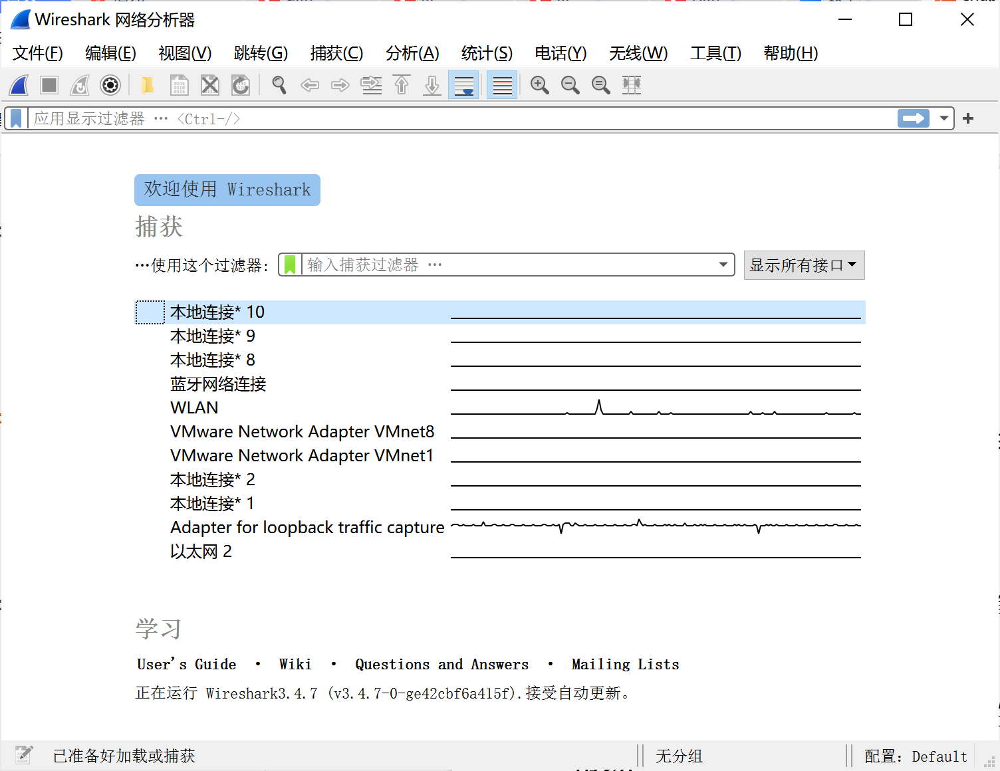 Wireshark 网络分析器
文件(F) 编辑(E) 视图(V) 跳转(G) 捕获(C) 分析(A) 统计(S) 电话(Y) 无线(W) 工具(T) 帮助(H)
应用显示过滤器 … <Ctrl-/>
欢迎使用 Wireshark
捕获
…使用这个过滤器: 输入捕获过滤器 … 显示所有接口
本地连接* 10
本地连接* 9
本地连接* 8
蓝牙网络连接
WLAN
VMware Network Adapter VMnet8
VMware Network Adapter VMnet1
本地连接* 2
本地连接* 1
Adapter for loopback traffic capture
以太网 2
学习
User's Guide · Wiki · Questions and Answers · Mailing Lists
正在运行 Wireshark3.4.7 (v3.4.7-0-ge42cbf6a415f).接受自动更新。
已准备好加载或捕获 无分组 配置: Default